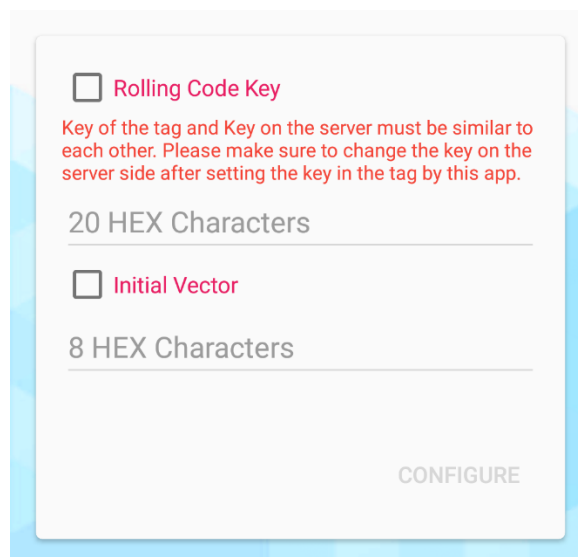 Rolling Code Key
Key of the tag and Key on the server must be similar to
each other. Please make sure to change the key on the
server side after setting the key in the tag by this app.
20 HEX Characters
Initial Vector
8 HEX Characters
CONFIGURE